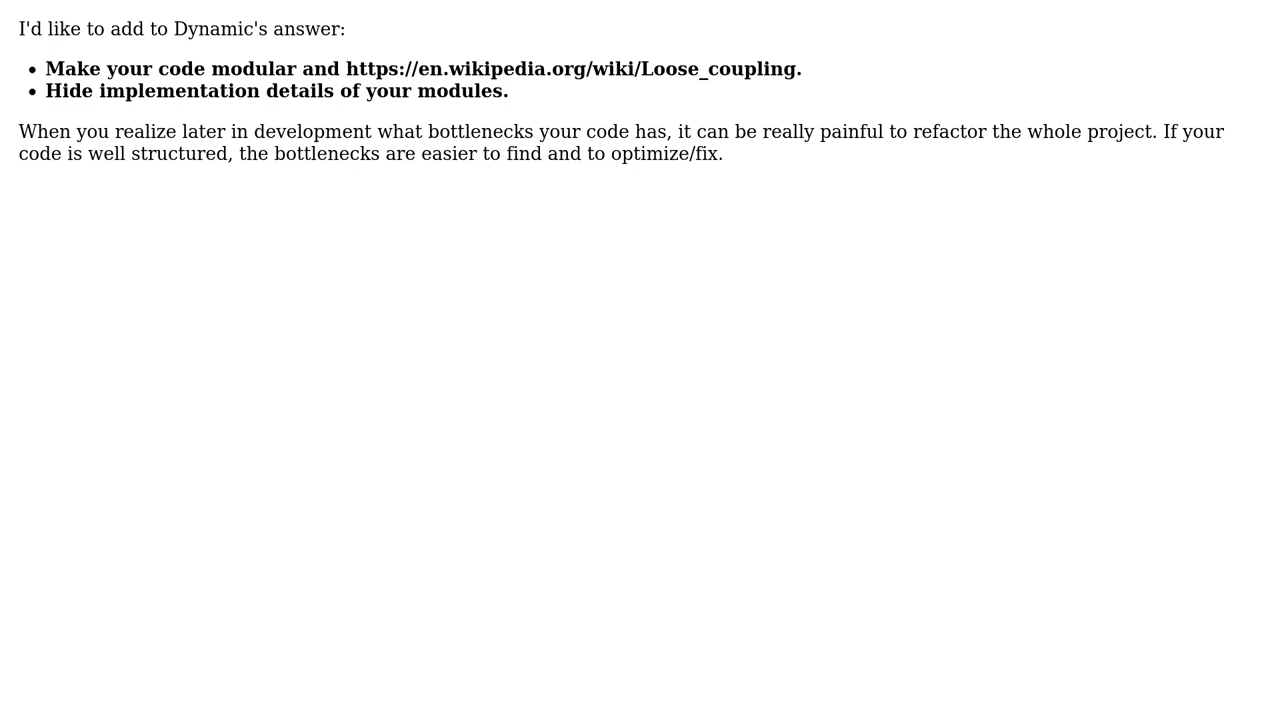 I'd like to add to Dynamic's answer:
• Make your code modular and https://en.wikipedia.org/wiki/Loose_coupling.
• Hide implementation details of your modules.
When you realize later in development what bottlenecks your code has, it can be really painful to refactor the whole project. If your
code is well structured, the bottlenecks are easier to find and to optimize/fix.